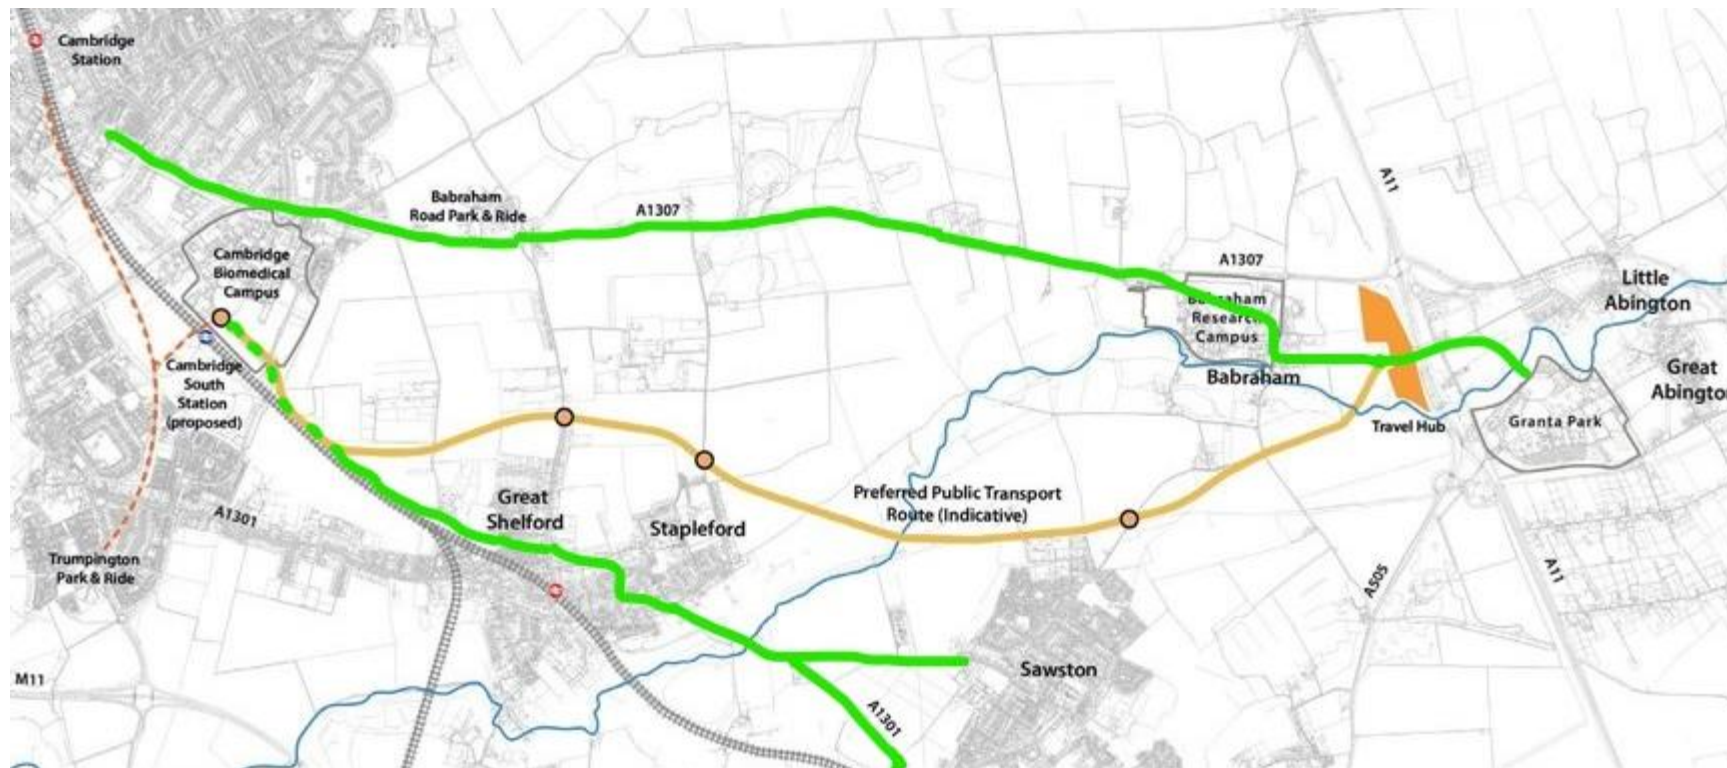 Cambridge
Station
Babraham
Road Park & Ride
A1307
A11
Cambridge
Biomedical
Campus
A1307
Little
Abington
Babraham
Research
Campus
Cambridge
South
Station
(proposed)
Babraham
Great
Abington
Travel Hub
Granta Park
Great
Shelford
Stapleford
Preferred Public Transport
Route (Indicative)
A1301
Trumpington
Park & Ride
A505
A11
M11
Sawston
A1301